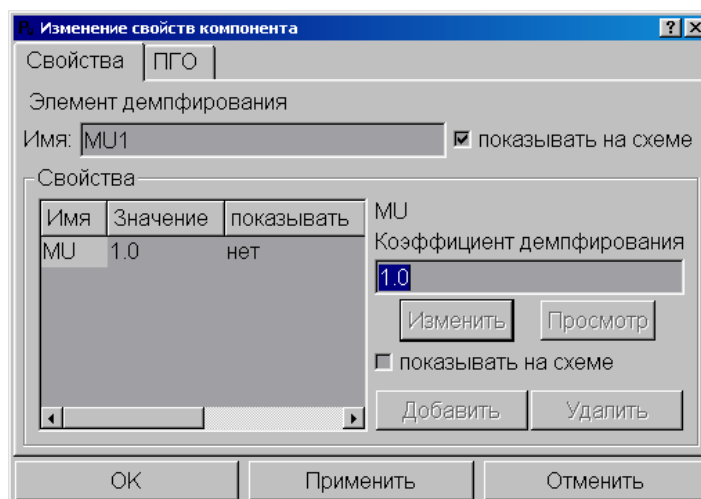 Изменение свойств компонента
Свойства ПГО
Элемент демпфирования
Имя: MU1 показывать на схеме
Свойства
Имя Значение показывать
MU 1.0 нет
MU
Коэффициент демпфирования
1.0
Изменить Просмотр
показывать на схеме
Добавить Удалить
OK Применить Отменить